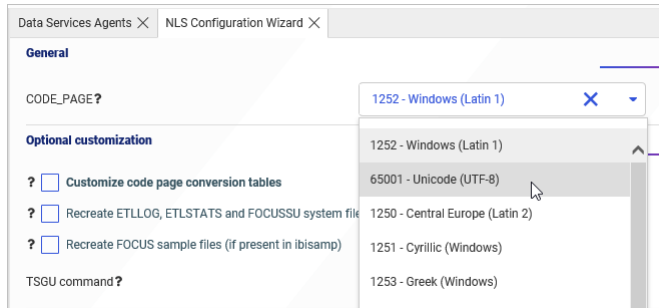 Data Services Agents
NLS Configuration Wizard
General
CODE_PAGE?
1252 - Windows (Latin 1)
1252 - Windows (Latin 1)
65001 - Unicode (UTF-8)
1250 - Central Europe (Latin 2)
1251 - Cyrillic (Windows)
1253 - Greek (Windows)
Optional customization
? Customize code page conversion tables
? Recreate ETLLOG, ETLSTATS and FOCUSSU system file
? Recreate FOCUS sample files (if present in ibisamp)
TSGU command?